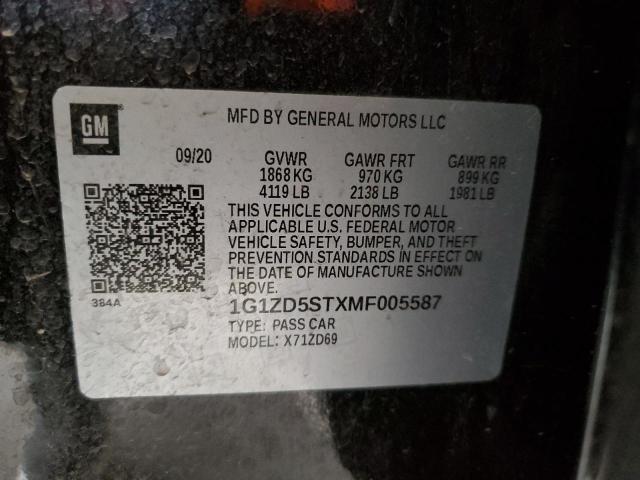 GM
MFD BY GENERAL MOTORS LLC
09/20 GVWR GAWR FRT GAWR RR
1868 KG 970 KG 899 KG
4119 LB 2138 LB 1981 LB
THIS VEHICLE CONFORMS TO ALL
APPLICABLE U.S. FEDERAL MOTOR
VEHICLE SAFETY, BUMPER, AND THEFT
PREVENTION STANDARDS IN EFFECT ON
THE DATE OF MANUFACTURE SHOWN
ABOVE.
384A
1G1ZD5STXMF005587
TYPE: PASS CAR
MODEL: X71ZD69